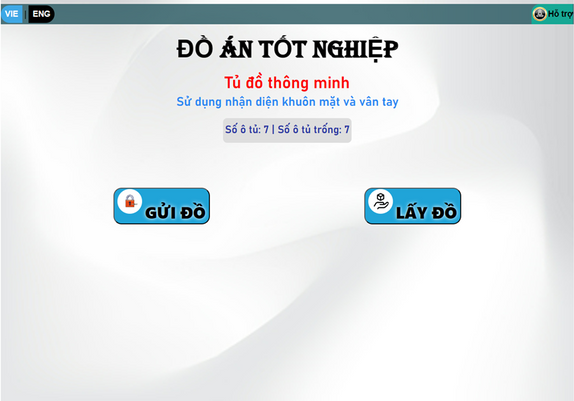 VIE | ENG
Hỗ trợ
ĐỒ ÁN TỐT NGHIỆP
Tủ đồ thông minh
Sử dụng nhận diện khuôn mặt và vân tay
Số ô tủ: 7 | Số ô tủ trống: 7
GỬI ĐỒ
LẤY ĐỒ